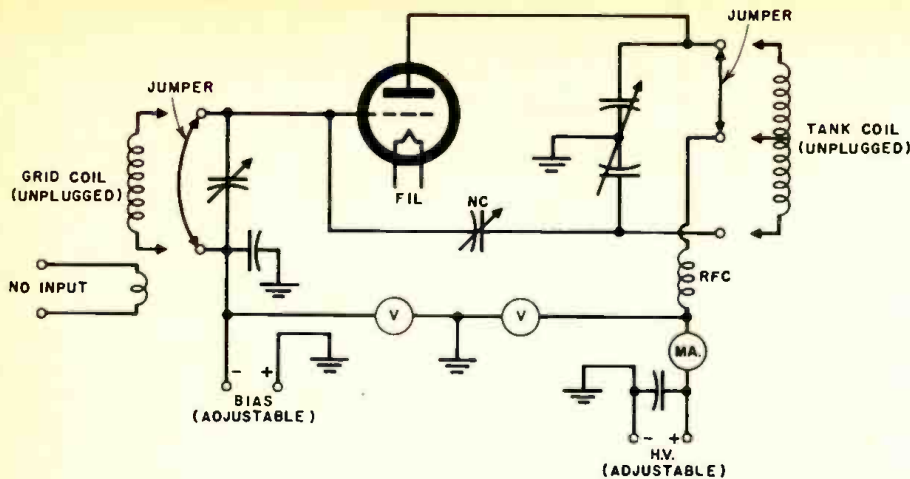 JUMPER
JUMPER
GRID COIL
(UNPLUGGED)
TANK COIL
(UNPLUGGED)
FIL
NC
NO INPUT
RFC
V
V
MA.
- +
BIAS
(ADJUSTABLE)
- +
H.V.
(ADJUSTABLE)